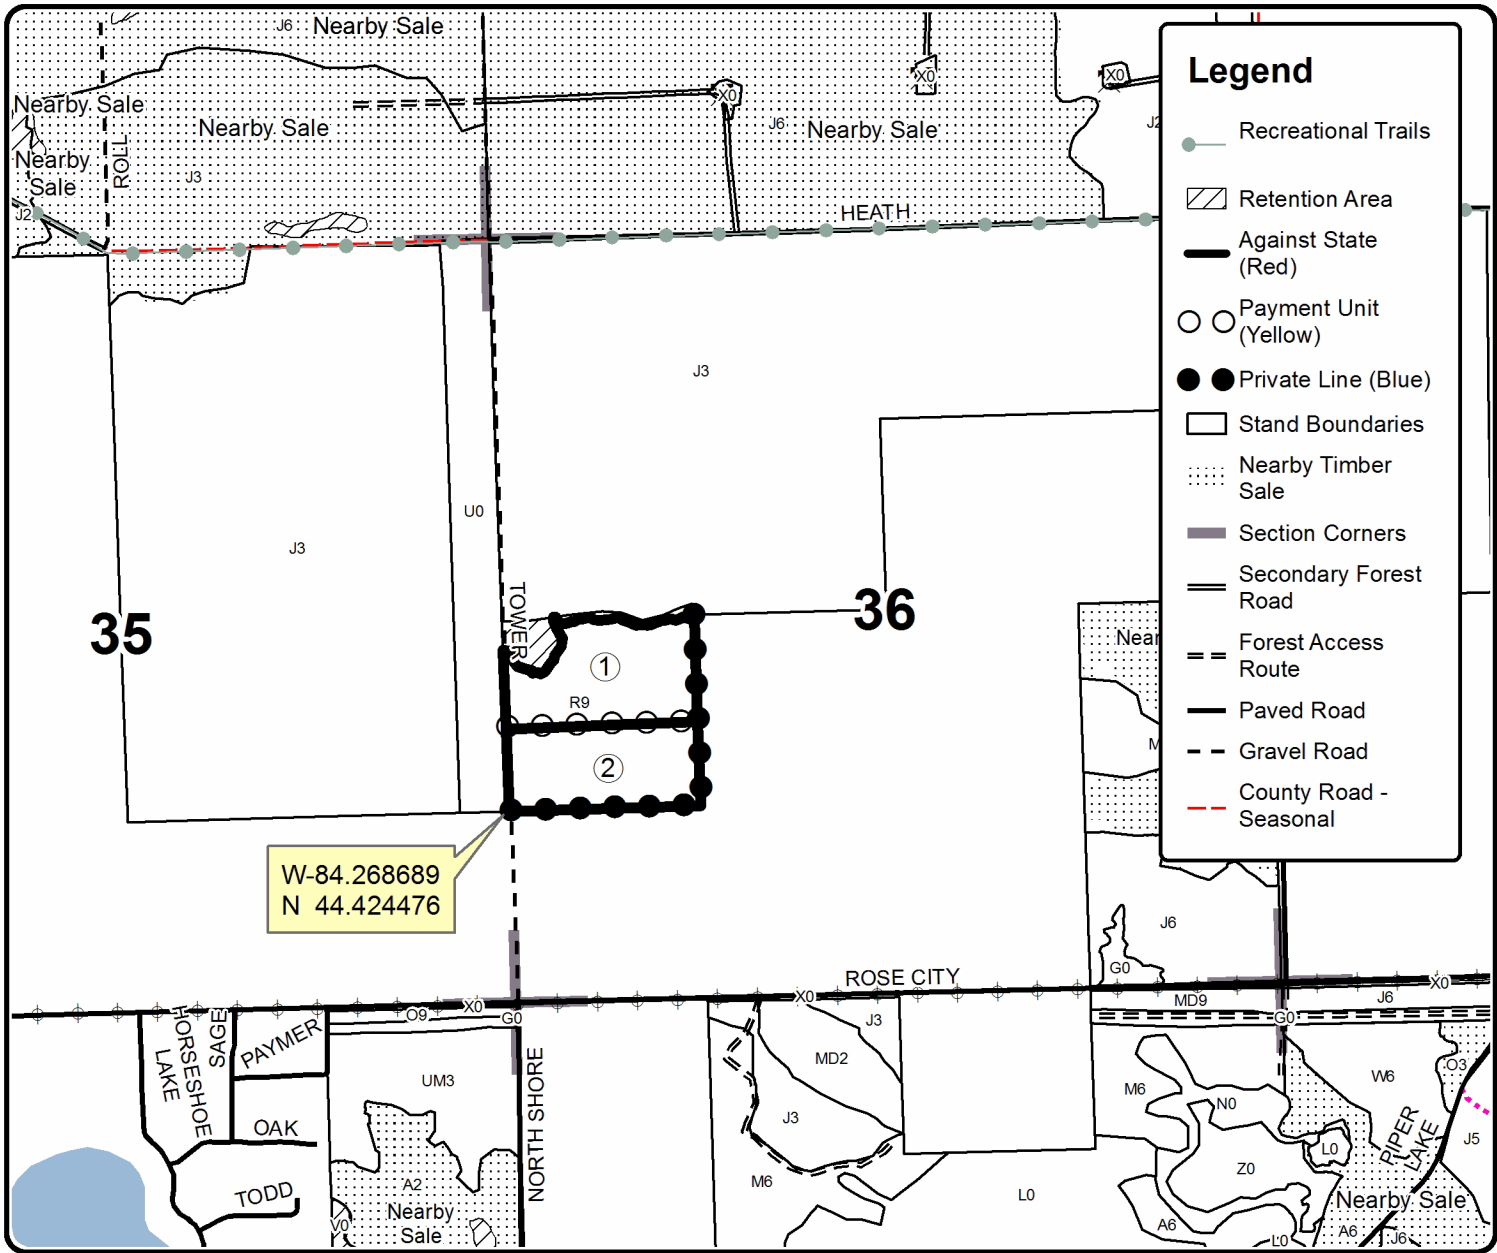 J6
Nearby Sale
X0
X0
X0
Nearby Sale
Nearby Sale
J6
Nearby Sale
J2
ROLL
Nearby
Sale
J3
J2
HEATH
J3
U0
J3
TOWER
35
36
1
R9
2
Near
M
W-84.268689
N 44.424476
J6
G0
ROSE CITY
X0
X0
X0
O9
G0
MD9
J6
G0
J3
HORSESHOE
LAKE
SAGE
PAYMER
OAK
TODD
UM3
NORTH SHORE
MD2
J3
M6
W6
O3
N0
M6
L0
PIPER
LAKE
J5
Z0
A2
Nearby
Sale
V0
L0
A6
L0
Nearby Sale
A6
J6
Legend
Recreational Trails
Retention Area
Against State
(Red)
Payment Unit
(Yellow)
Private Line (Blue)
Stand Boundaries
Nearby Timber
Sale
Section Corners
Secondary Forest
Road
Forest Access
Route
Paved Road
Gravel Road
County Road -
Seasonal